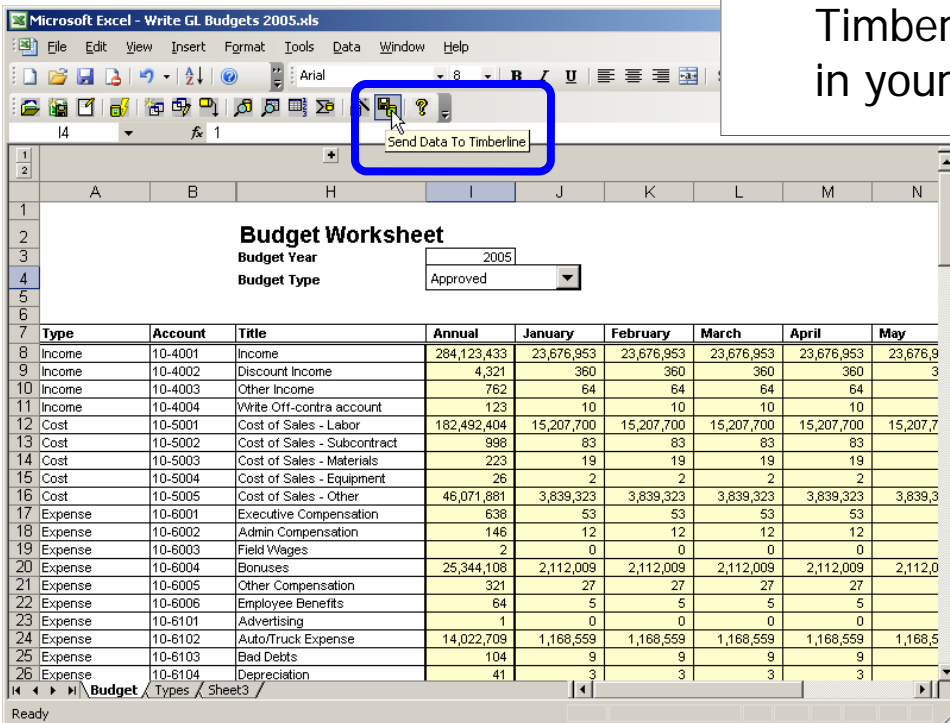 Microsoft Excel - Write GL Budgets 2005.xls
Timber
in your
File Edit View Insert Format Tools Data Window Help
Arial 8 B I U
I4 fx 1
Send Data To Timberline
1
2
A B H I J K L M N
1
2 Budget Worksheet
3 Budget Year 2005
4 Budget Type Approved
5
6
7 Type Account Title Annual January February March April May
8 Income 10-4001 Income 284,123,433 23,676,953 23,676,953 23,676,953 23,676,953 23,676,9
9 Income 10-4002 Discount Income 4,321 360 360 360 360 3
10 Income 10-4003 Other Income 762 64 64 64 64
11 Income 10-4004 Write Off-contra account 123 10 10 10 10
12 Cost 10-5001 Cost of Sales - Labor 182,492,404 15,207,700 15,207,700 15,207,700 15,207,700 15,207,7
13 Cost 10-5002 Cost of Sales - Subcontract 998 83 83 83 83
14 Cost 10-5003 Cost of Sales - Materials 223 19 19 19 19
15 Cost 10-5004 Cost of Sales - Equipment 26 2 2 2 2
16 Cost 10-5005 Cost of Sales - Other 46,071,881 3,839,323 3,839,323 3,839,323 3,839,323 3,839,3
17 Expense 10-6001 Executive Compensation 638 53 53 53 53
18 Expense 10-6002 Admin Compensation 146 12 12 12 12
19 Expense 10-6003 Field Wages 2 0 0 0 0
20 Expense 10-6004 Bonuses 25,344,108 2,112,009 2,112,009 2,112,009 2,112,009 2,112,0
21 Expense 10-6005 Other Compensation 321 27 27 27 27
22 Expense 10-6006 Employee Benefits 64 5 5 5 5
23 Expense 10-6101 Advertising 1 0 0 0 0
24 Expense 10-6102 Auto/Truck Expense 14,022,709 1,168,559 1,168,559 1,168,559 1,168,559 1,168,5
25 Expense 10-6103 Bad Debts 104 9 9 9 9
26 Expense 10-6104 Depreciation 41 3 3 3 3
Budget Types Sheet3
Ready